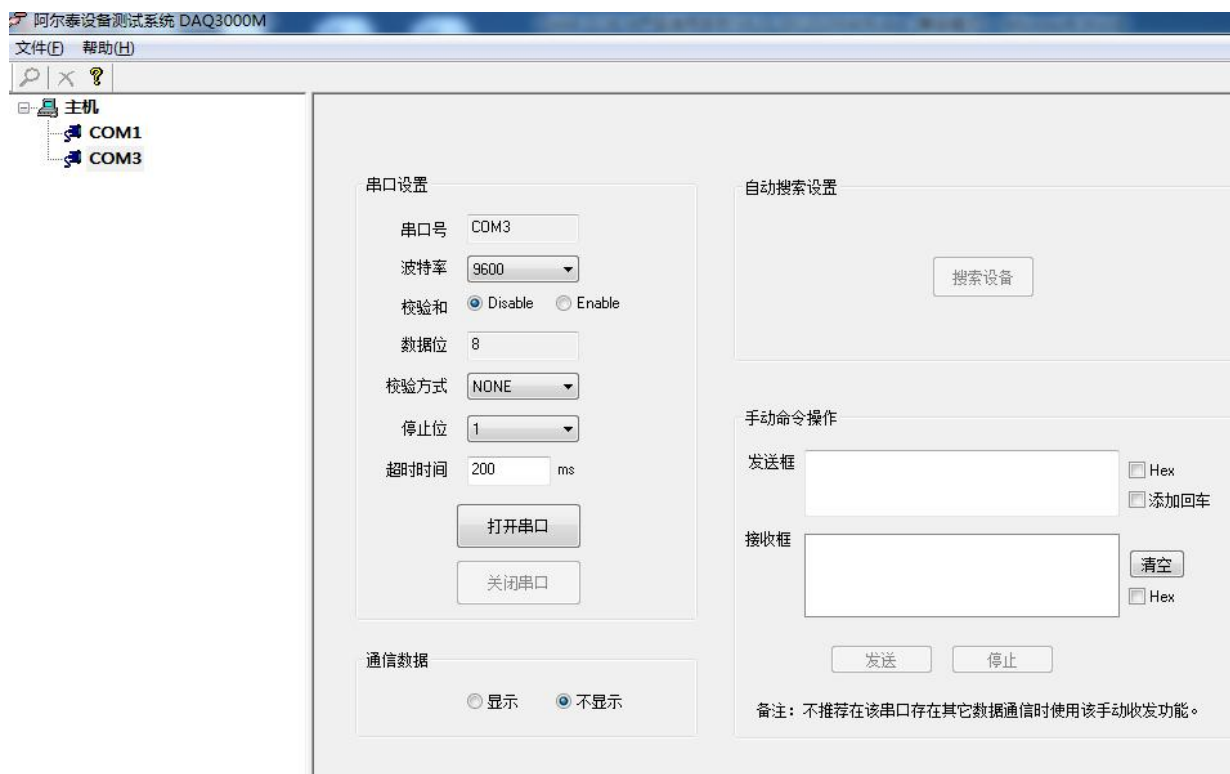 阿尔泰设备测试系统 DAQ3000M
文件(F) 帮助(H)
主机
COM1
COM3
串口设置
串口号 COM3
波特率 9600
校验和 Disable Enable
数据位 8
校验方式 NONE
停止位 1
超时时间 200 ms
打开串口
关闭串口
通信数据
显示 不显示
自动搜索设置
搜索设备
手动命令操作
发送框
Hex
添加回车
接收框
清空
Hex
发送 停止
备注：不推荐在该串口存在其它数据通信时使用该手动收发功能。